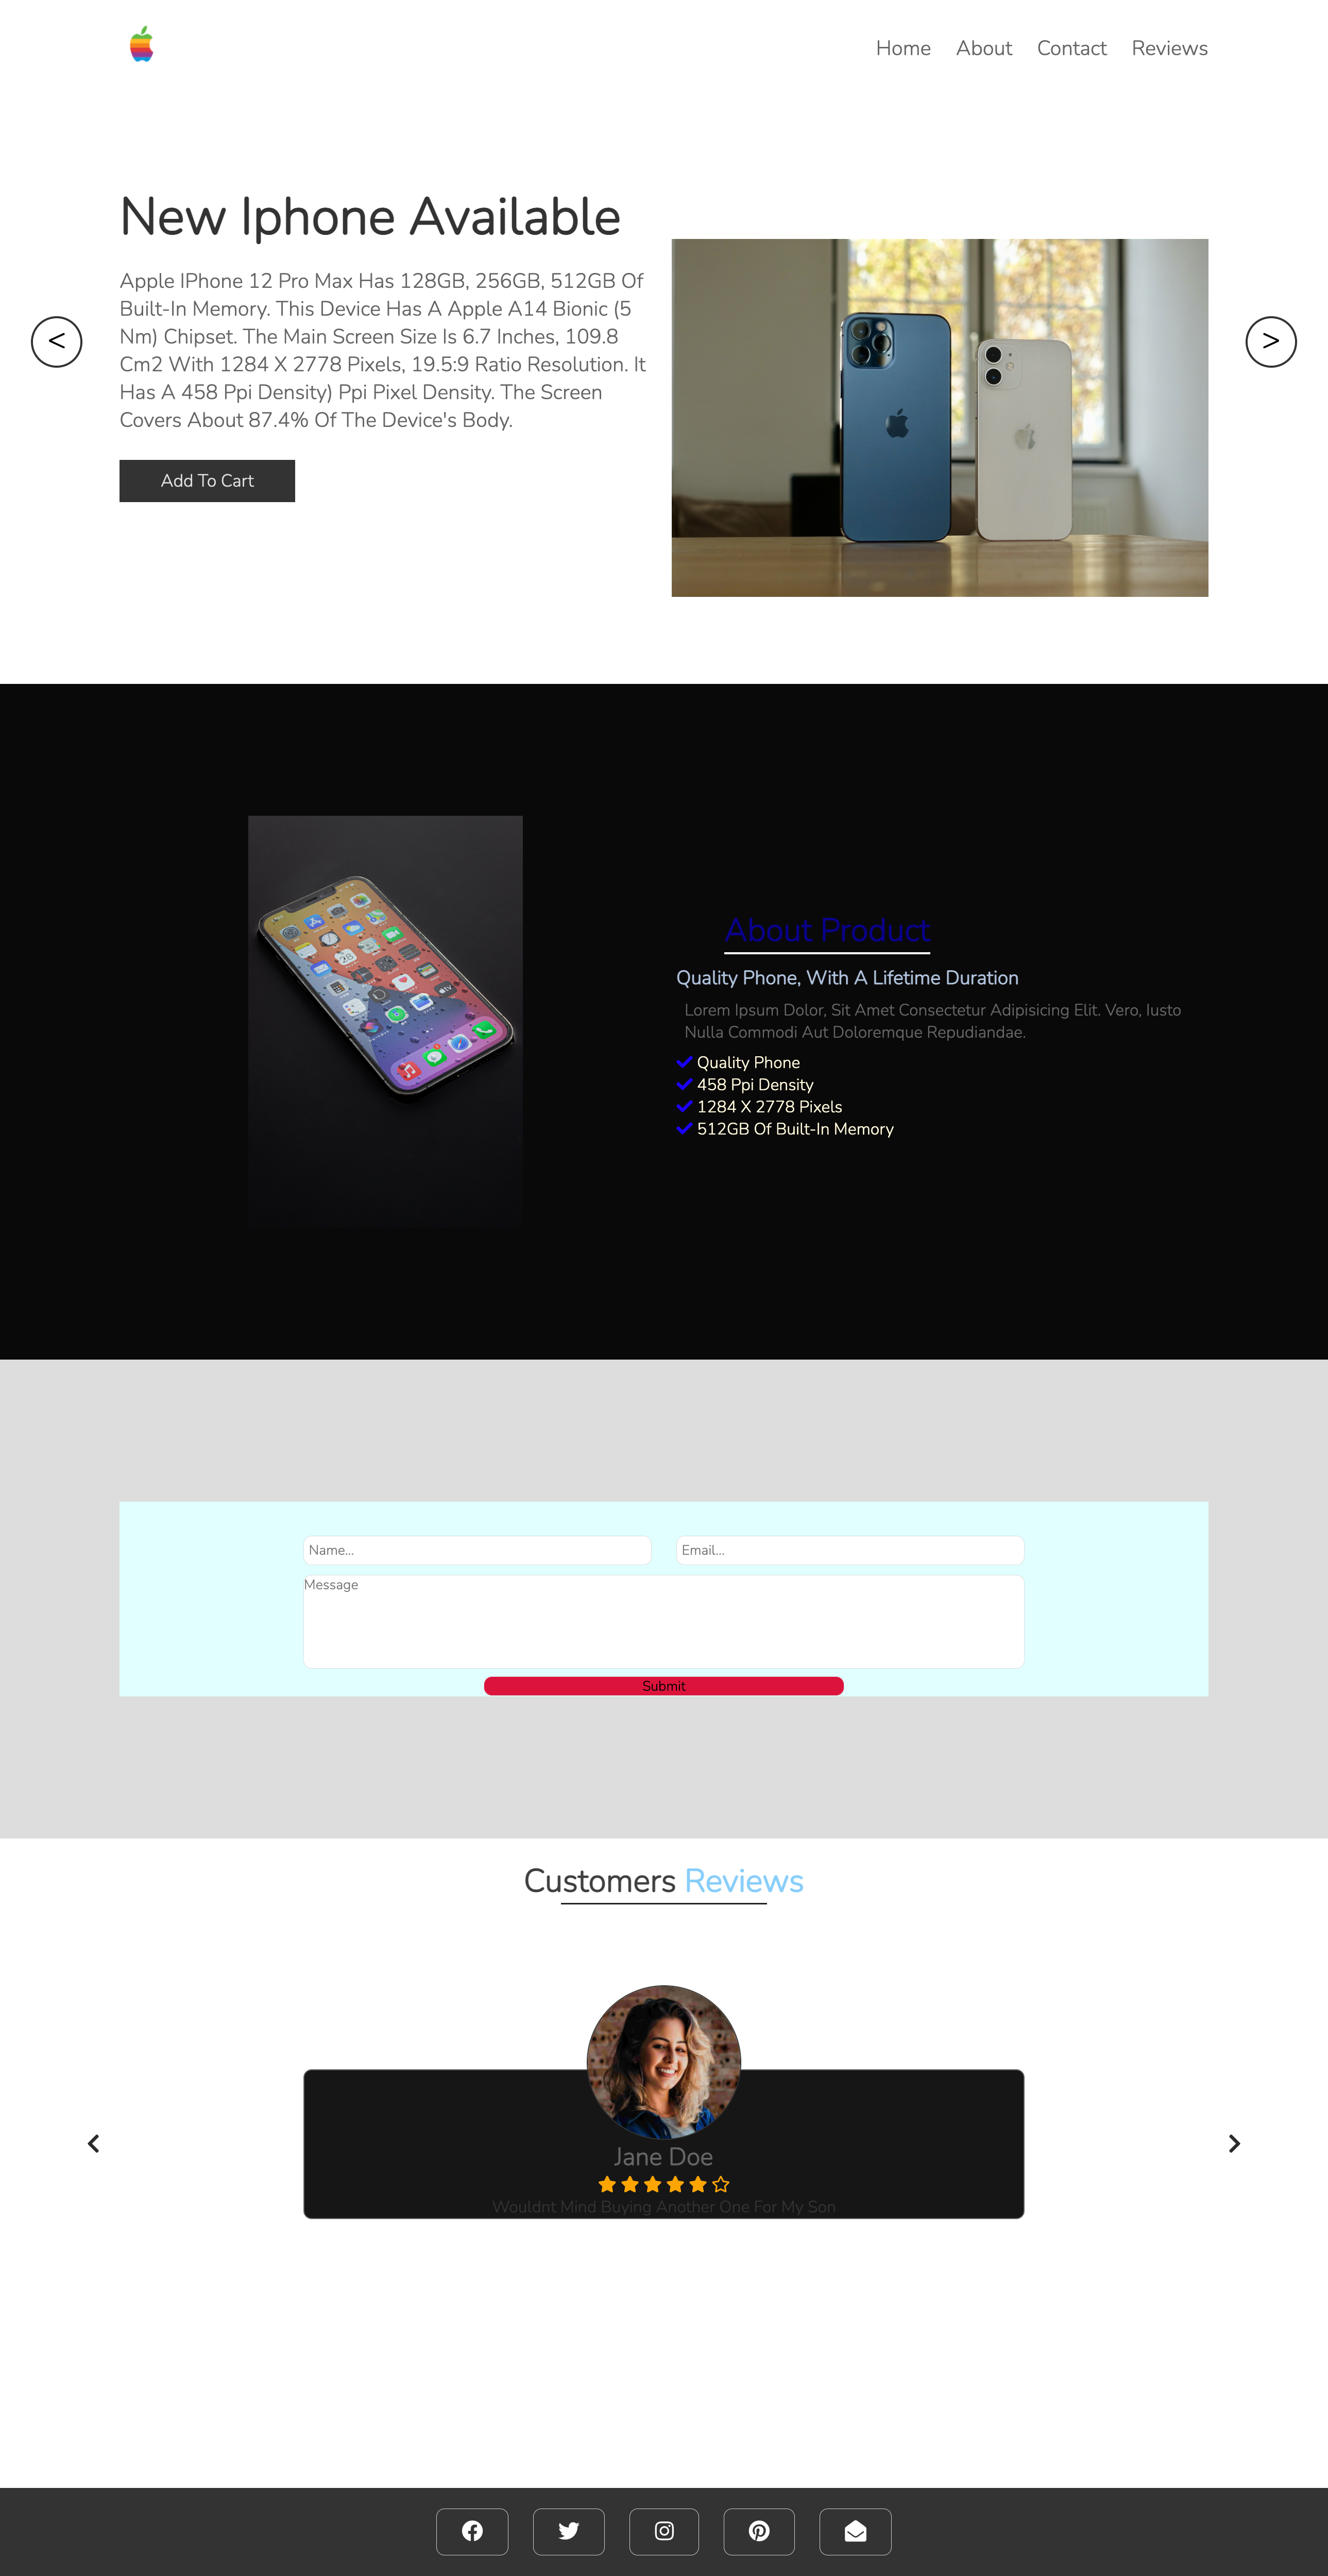 Home About Contact Reviews
New Iphone Available
Apple IPhone 12 Pro Max Has 128GB, 256GB, 512GB Of
Built-In Memory. This Device Has A Apple A14 Bionic (5
Nm) Chipset. The Main Screen Size Is 6.7 Inches, 109.8
Cm2 With 1284 X 2778 Pixels, 19.5:9 Ratio Resolution. It
Has A 458 Ppi Density) Ppi Pixel Density. The Screen
Covers About 87.4% Of The Device's Body.
<
>
Add To Cart
About Product
Quality Phone, With A Lifetime Duration
Lorem Ipsum Dolor, Sit Amet Consectetur Adipisicing Elit. Vero, Iusto
Nulla Commodi Aut Doloremque Repudiandae.
Quality Phone
458 Ppi Density
1284 X 2778 Pixels
512GB Of Built-In Memory
Name...
Email...
Message
Submit
Customers Reviews
Jane Doe
Wouldnt Mind Buying Another One For My Son